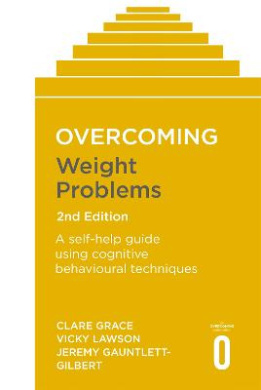 OVERCOMING
Weight
Problems
2nd Edition
A self-help guide
using cognitive
behavioural techniques
CLARE GRACE
VICKY LAWSON
JEREMY GAUNTLETT-
GILBERT
O